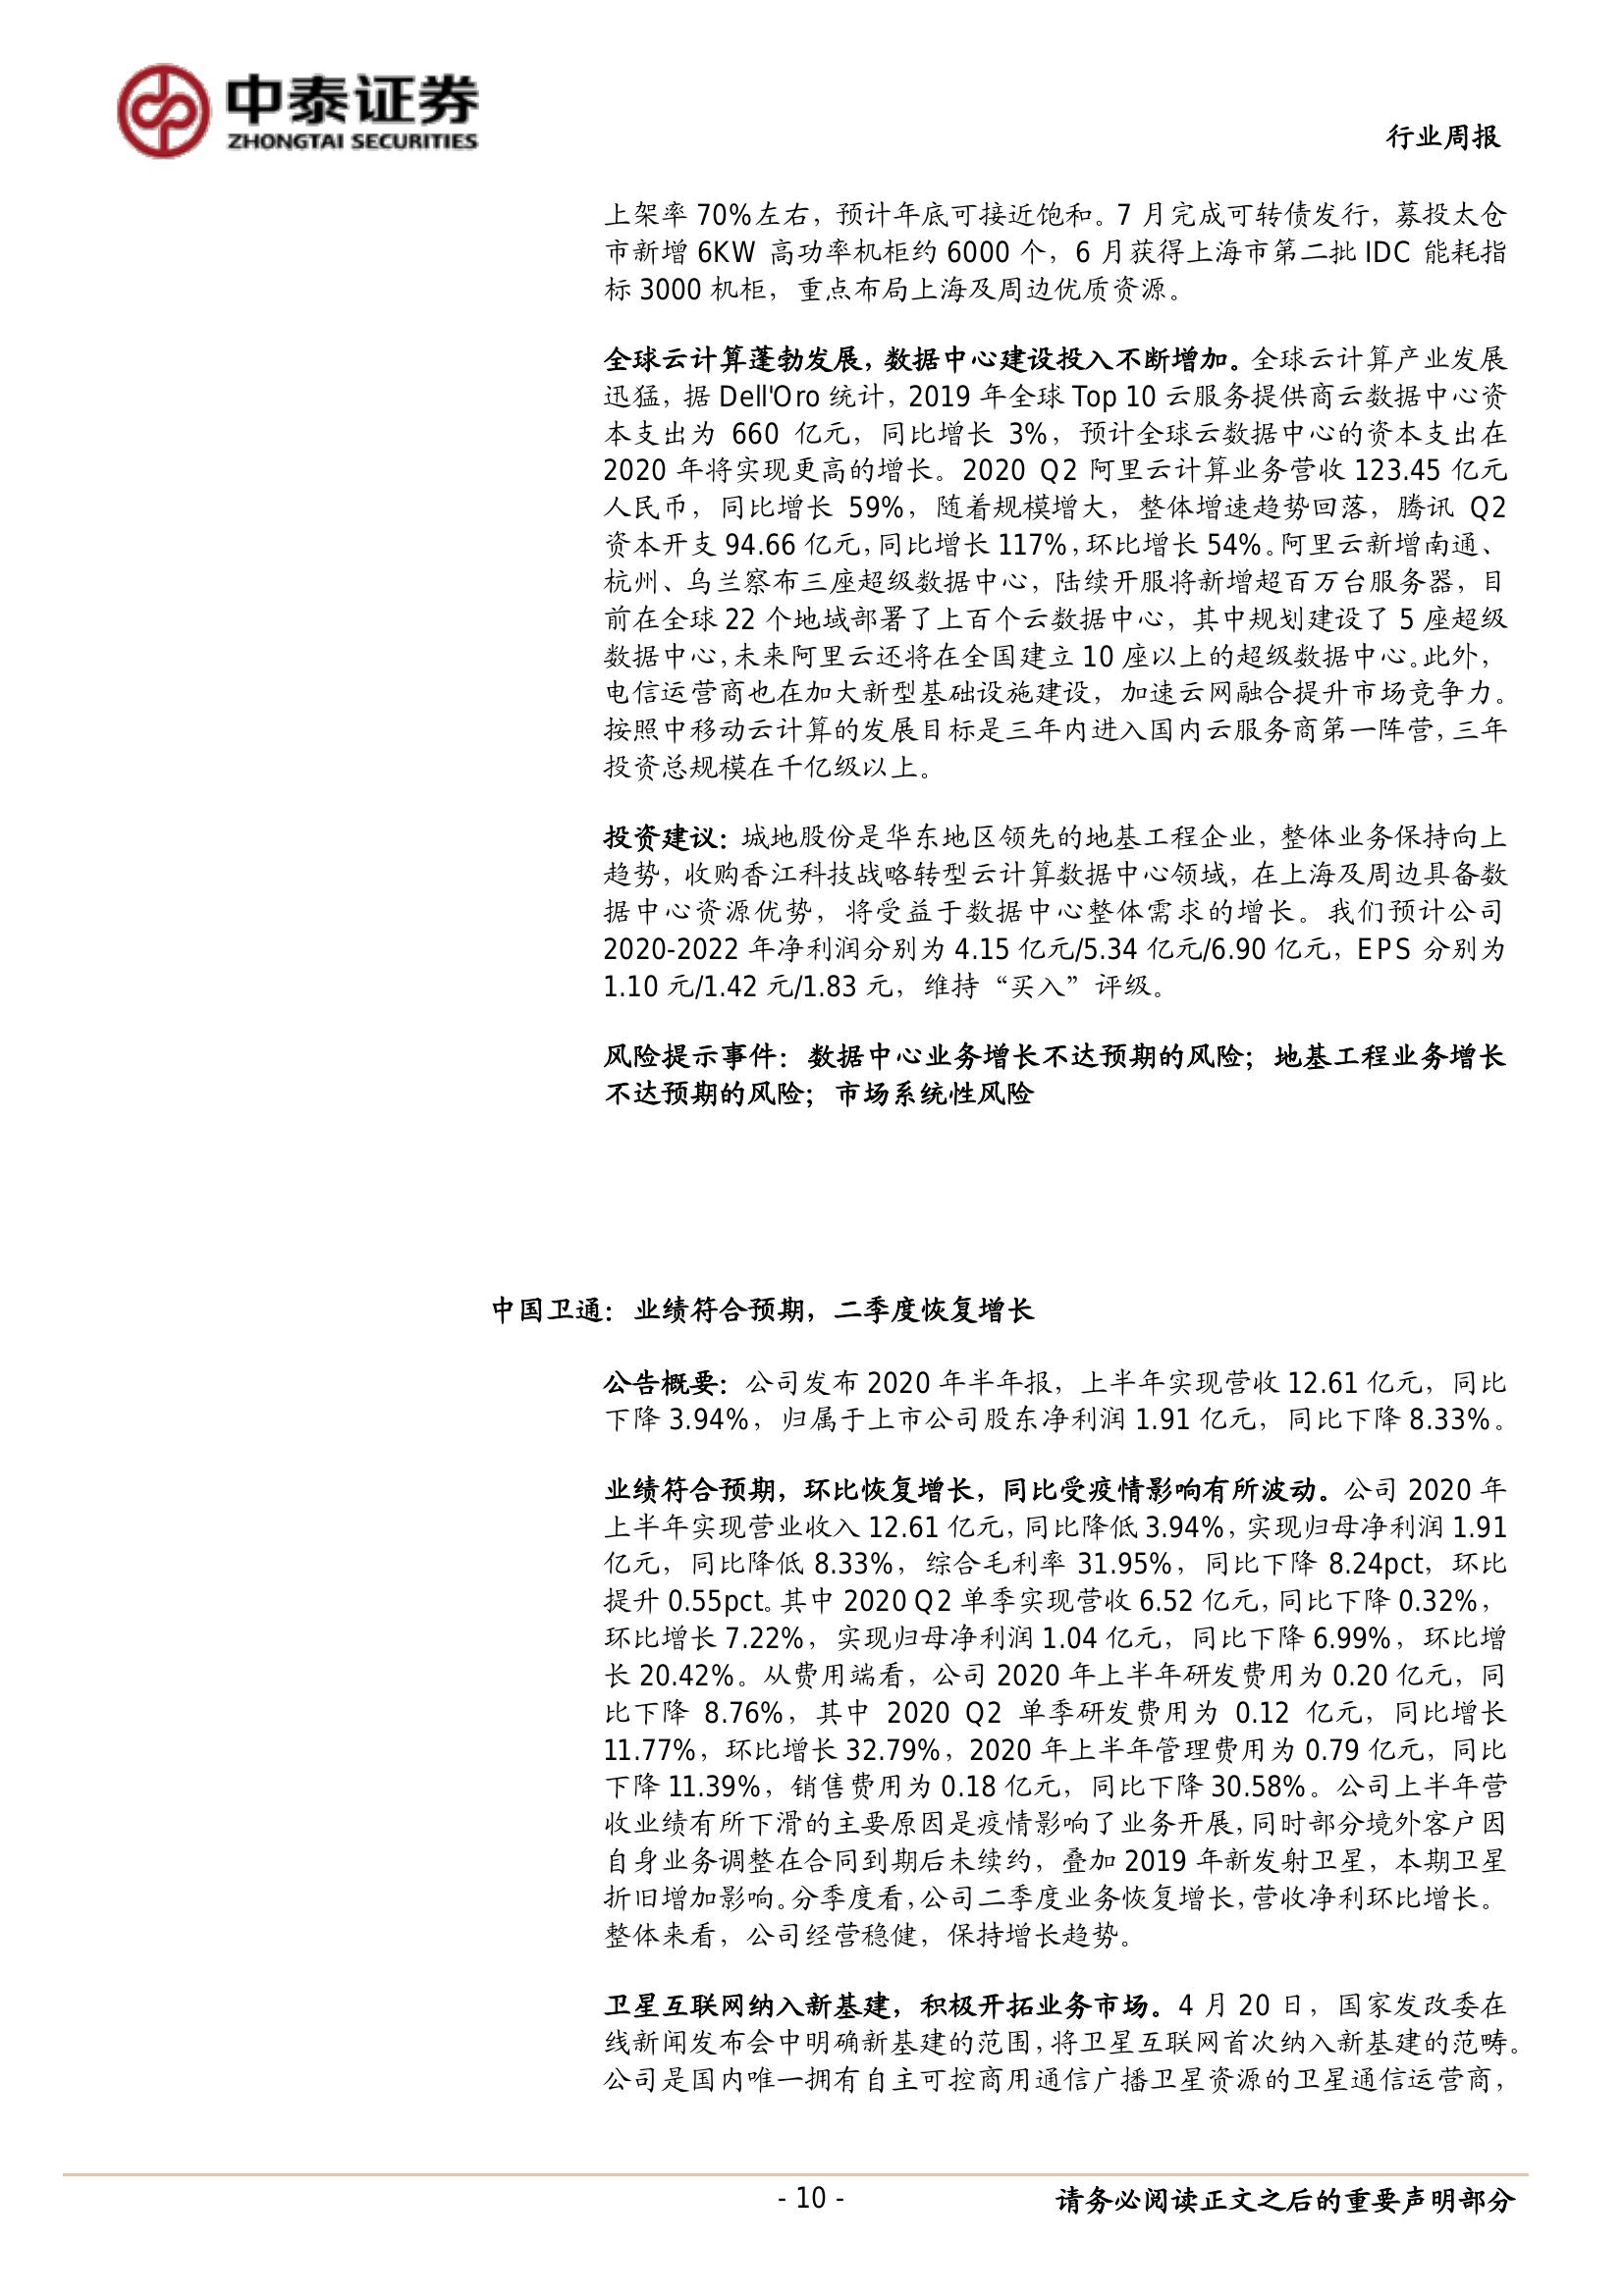 中泰证券
ZHONGTAI SECURITIES
行业周报
上架率 70%左右，预计年底可接近饱和。7 月完成可转债发行，募投太仓
市新增 6KW 高功率机柜约 6000 个，6 月获得上海市第二批 IDC 能耗指
标 3000 机柜，重点布局上海及周边优质资源。
全球云计算蓬勃发展，数据中心建设投入不断增加。全球云计算产业发展
迅猛，据 Dell'Oro 统计，2019 年全球 Top 10 云服务提供商云数据中心资
本支出为 660 亿元，同比增长 3%，预计全球云数据中心的资本支出在
2020 年将实现更高的增长。2020 Q2 阿里云计算业务营收 123.45 亿元
人民币，同比增长 59%，随着规模增大，整体增速趋势回落，腾讯 Q2
资本开支 94.66 亿元，同比增长 117%，环比增长 54%。阿里云新增南通、
杭州、乌兰察布三座超级数据中心，陆续开服将新增超百万台服务器，目
前在全球 22 个地域部署了上百个云数据中心，其中规划建设了 5 座超级
数据中心，未来阿里云还将在全国建立 10 座以上的超级数据中心。此外，
电信运营商也在加大新型基础设施建设，加速云网融合提升市场竞争力。
按照中移动云计算的发展目标是三年内进入国内云服务商第一阵营，三年
投资总规模在千亿级以上。
投资建议：城地股份是华东地区领先的地基工程企业，整体业务保持向上
趋势，收购香江科技战略转型云计算数据中心领域，在上海及周边具备数
据中心资源优势，将受益于数据中心整体需求的增长。我们预计公司
2020-2022 年净利润分别为 4.15 亿元/5.34 亿元/6.90 亿元，EPS 分别为
1.10 元/1.42 元/1.83 元，维持“买入”评级。
风险提示事件：数据中心业务增长不达预期的风险；地基工程业务增长
不达预期的风险；市场系统性风险
中国卫通：业绩符合预期，二季度恢复增长
公告概要：公司发布 2020 年半年报，上半年实现营收 12.61 亿元，同比
下降 3.94%，归属于上市公司股东净利润 1.91 亿元，同比下降 8.33%。
业绩符合预期，环比恢复增长，同比受疫情影响有所波动。公司 2020 年
上半年实现营业收入 12.61 亿元，同比降低 3.94%，实现归母净利润 1.91
亿元，同比降低 8.33%，综合毛利率 31.95%，同比下降 8.24pct，环比
提升 0.55pct。其中 2020 Q2 单季实现营收 6.52 亿元，同比下降 0.32%，
环比增长 7.22%，实现归母净利润 1.04 亿元，同比下降 6.99%，环比增
长 20.42%。从费用端看，公司 2020 年上半年研发费用为 0.20 亿元，同
比下降 8.76%，其中 2020 Q2 单季研发费用为 0.12 亿元，同比增长
11.77%，环比增长 32.79%，2020 年上半年管理费用为 0.79 亿元，同比
下降 11.39%，销售费用为 0.18 亿元，同比下降 30.58%。公司上半年营
收业绩有所下滑的主要原因是疫情影响了业务开展，同时部分境外客户因
自身业务调整在合同到期后未续约，叠加 2019 年新发射卫星，本期卫星
折旧增加影响。分季度看，公司二季度业务恢复增长，营收净利环比增长。
整体来看，公司经营稳健，保持增长趋势。
卫星互联网纳入新基建，积极开拓业务市场。4 月 20 日，国家发改委在
线新闻发布会中明确新基建的范围，将卫星互联网首次纳入新基建的范畴。
公司是国内唯一拥有自主可控商用通信广播卫星资源的卫星通信运营商，
- 10 -
请务必阅读正文之后的重要声明部分